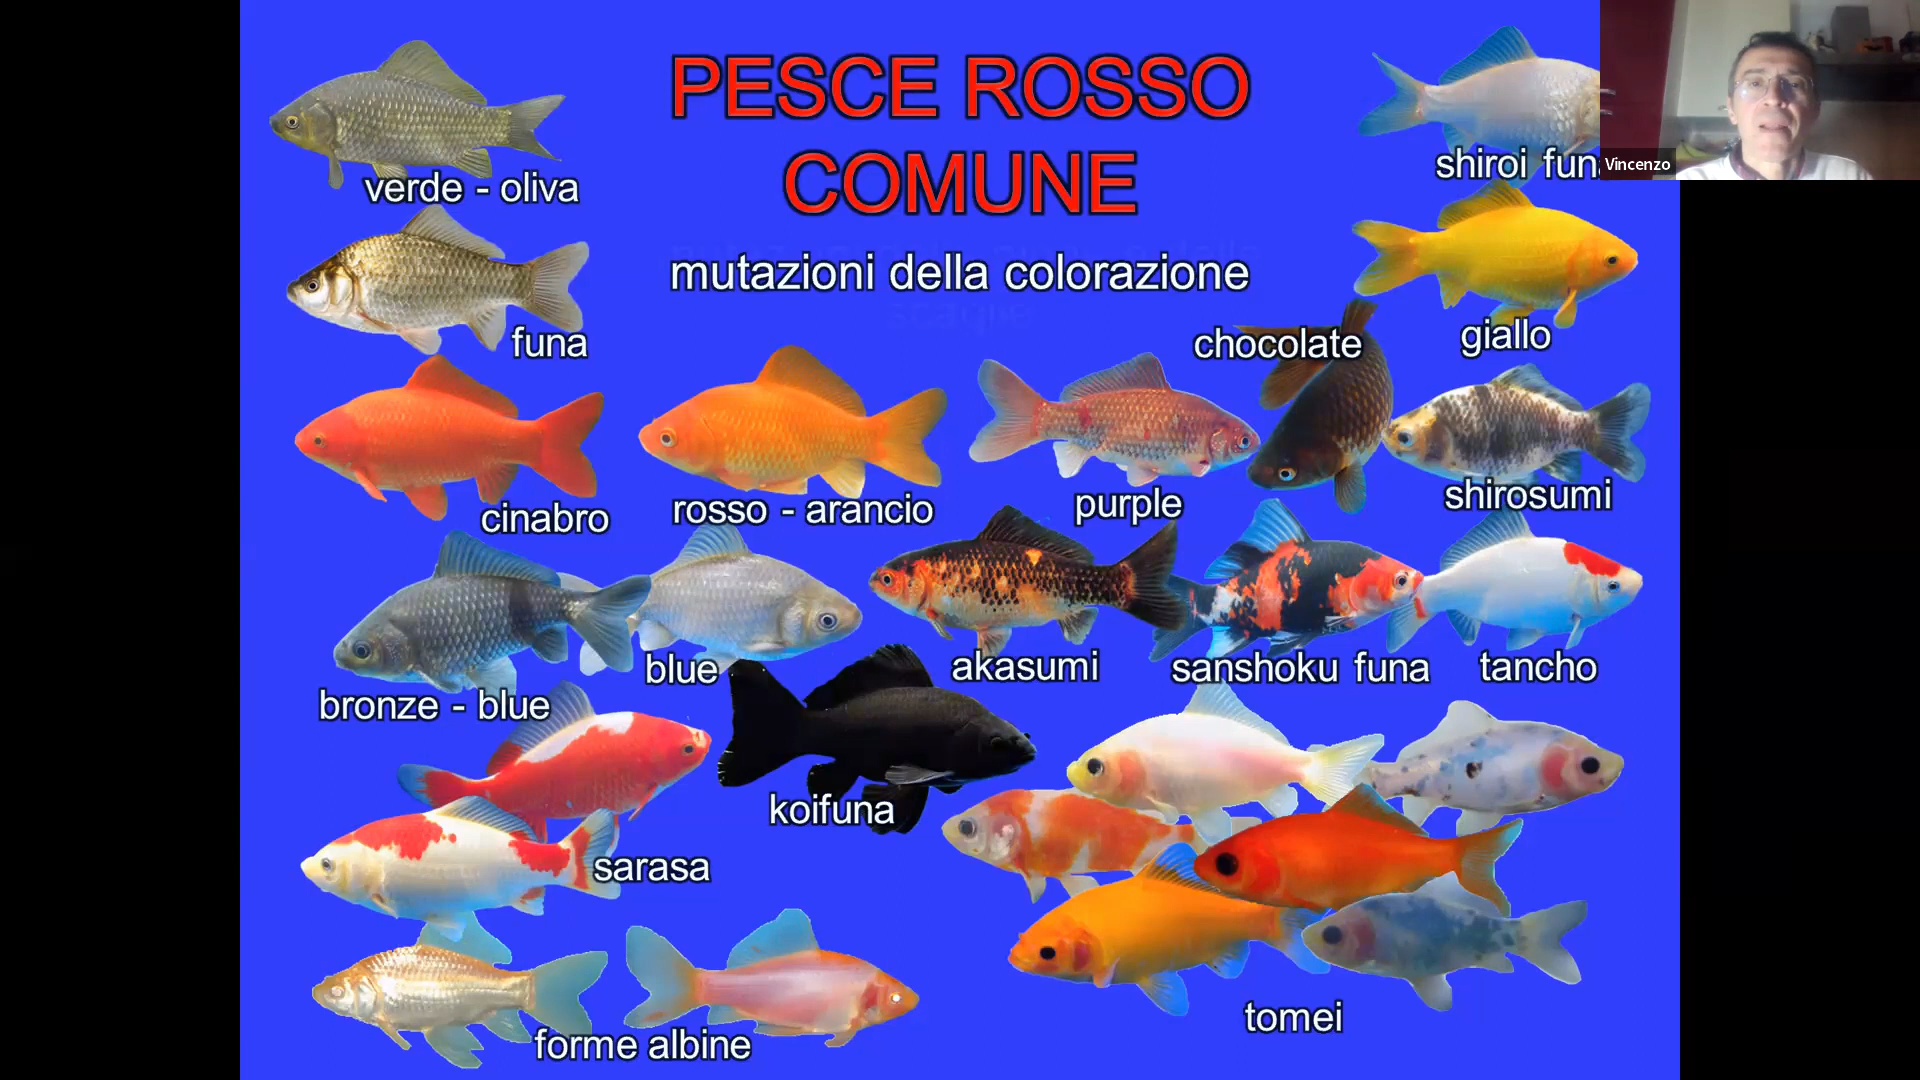 PESCE ROSSO
COMUNE
mutazioni della colorazione
verde - oliva
shiroi funa
Vincenzo
funa
chocolate
giallo
cinabro
rosso - arancio
purple
shirosumi
bronze - blue
blue
akasumi
sanshoku funa
tancho
koifuna
sarasa
forme albine
tomei